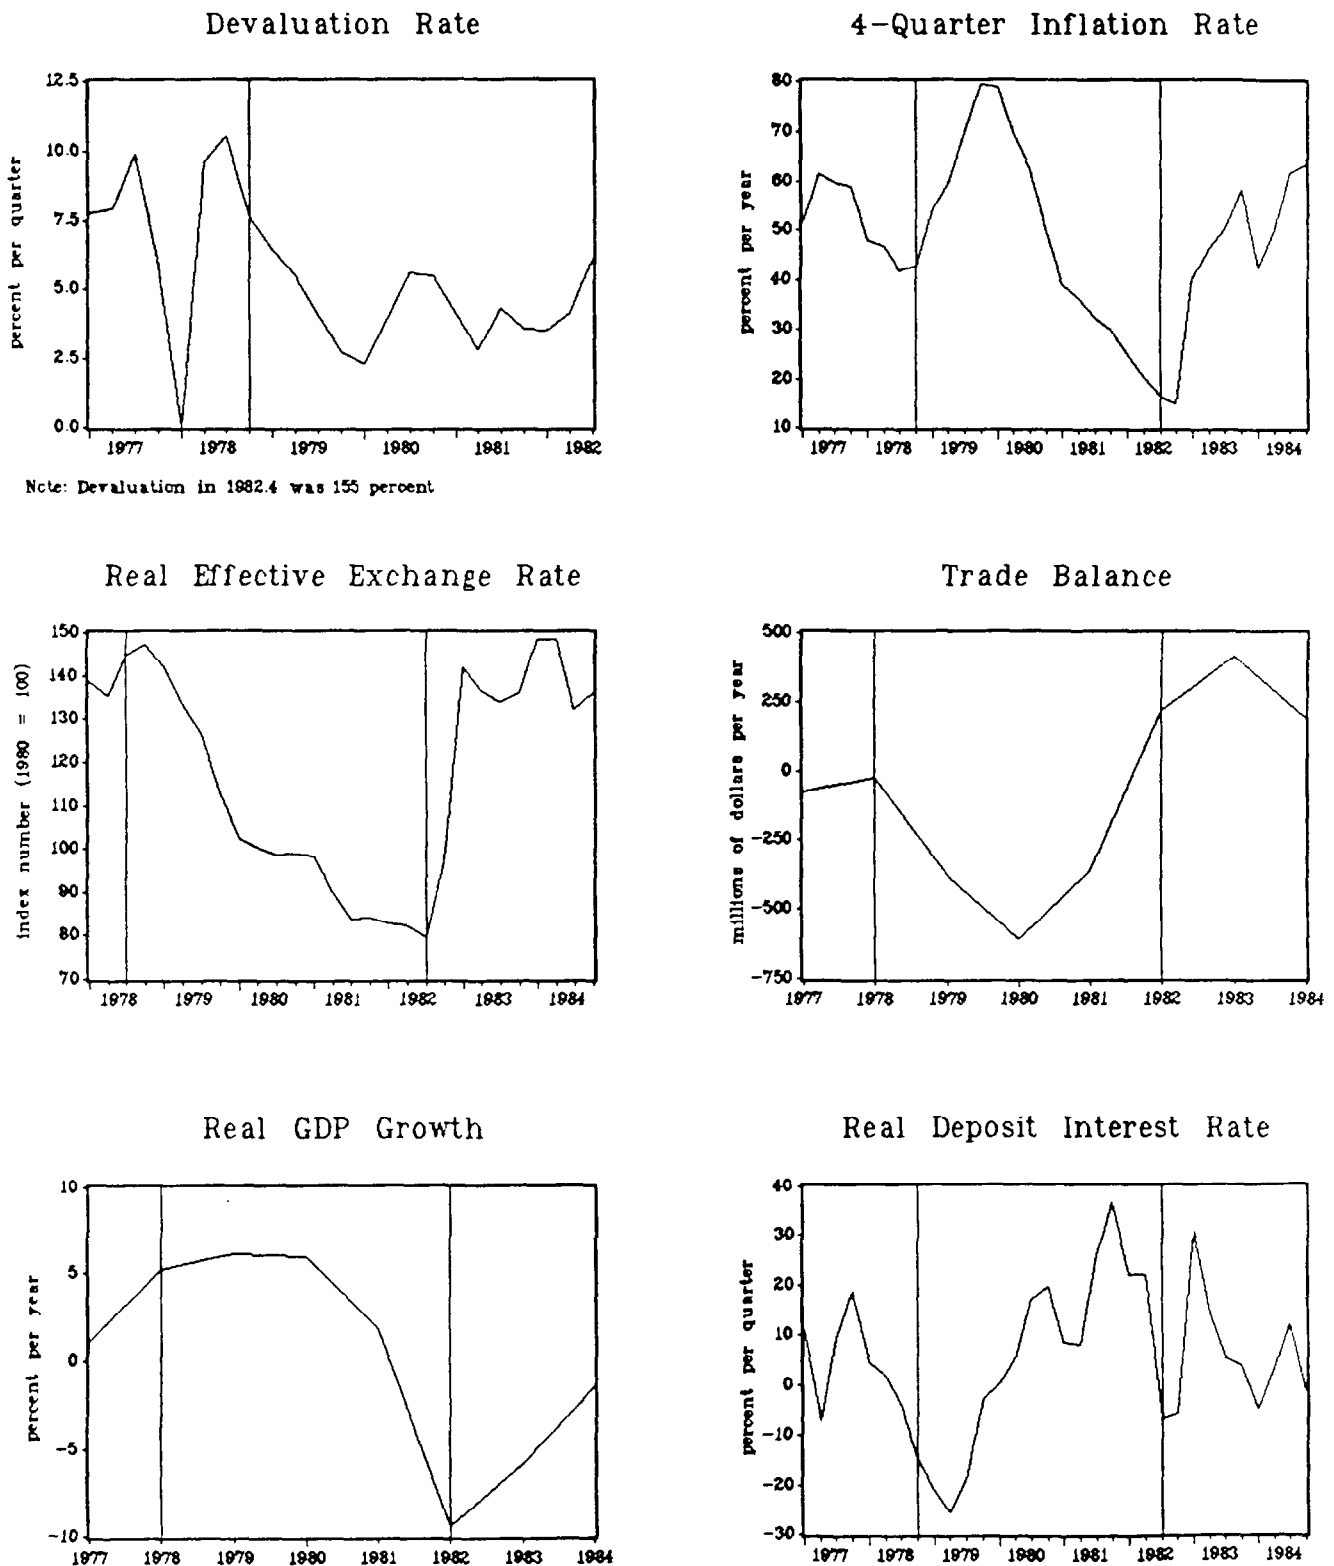 Devaluation Rate
percent per quarter
12.5
10.0
7.5
5.0
2.5
0.0
1977 1978 1979 1980 1981 1982
Note: Devaluation in 1982.4 was 155 percent
4-Quarter Inflation Rate
percent per year
80
70
60
50
40
30
20
10
1977 1978 1979 1980 1981 1982 1983 1984
Real Effective Exchange Rate
index number (1980 = 100)
150
140
130
120
110
100
90
80
70
1978 1979 1980 1981 1982 1983 1984
Trade Balance
millions of dollars per year
500
250
0
-250
-500
-750
1977 1978 1979 1980 1981 1982 1983 1984
Real GDP Growth
percent per year
10
5
0
-5
-10
1977 1978 1979 1980 1981 1982 1983 1984
Real Deposit Interest Rate
percent per quarter
40
30
20
10
0
-10
-20
-30
1977 1978 1979 1980 1981 1982 1983 1984